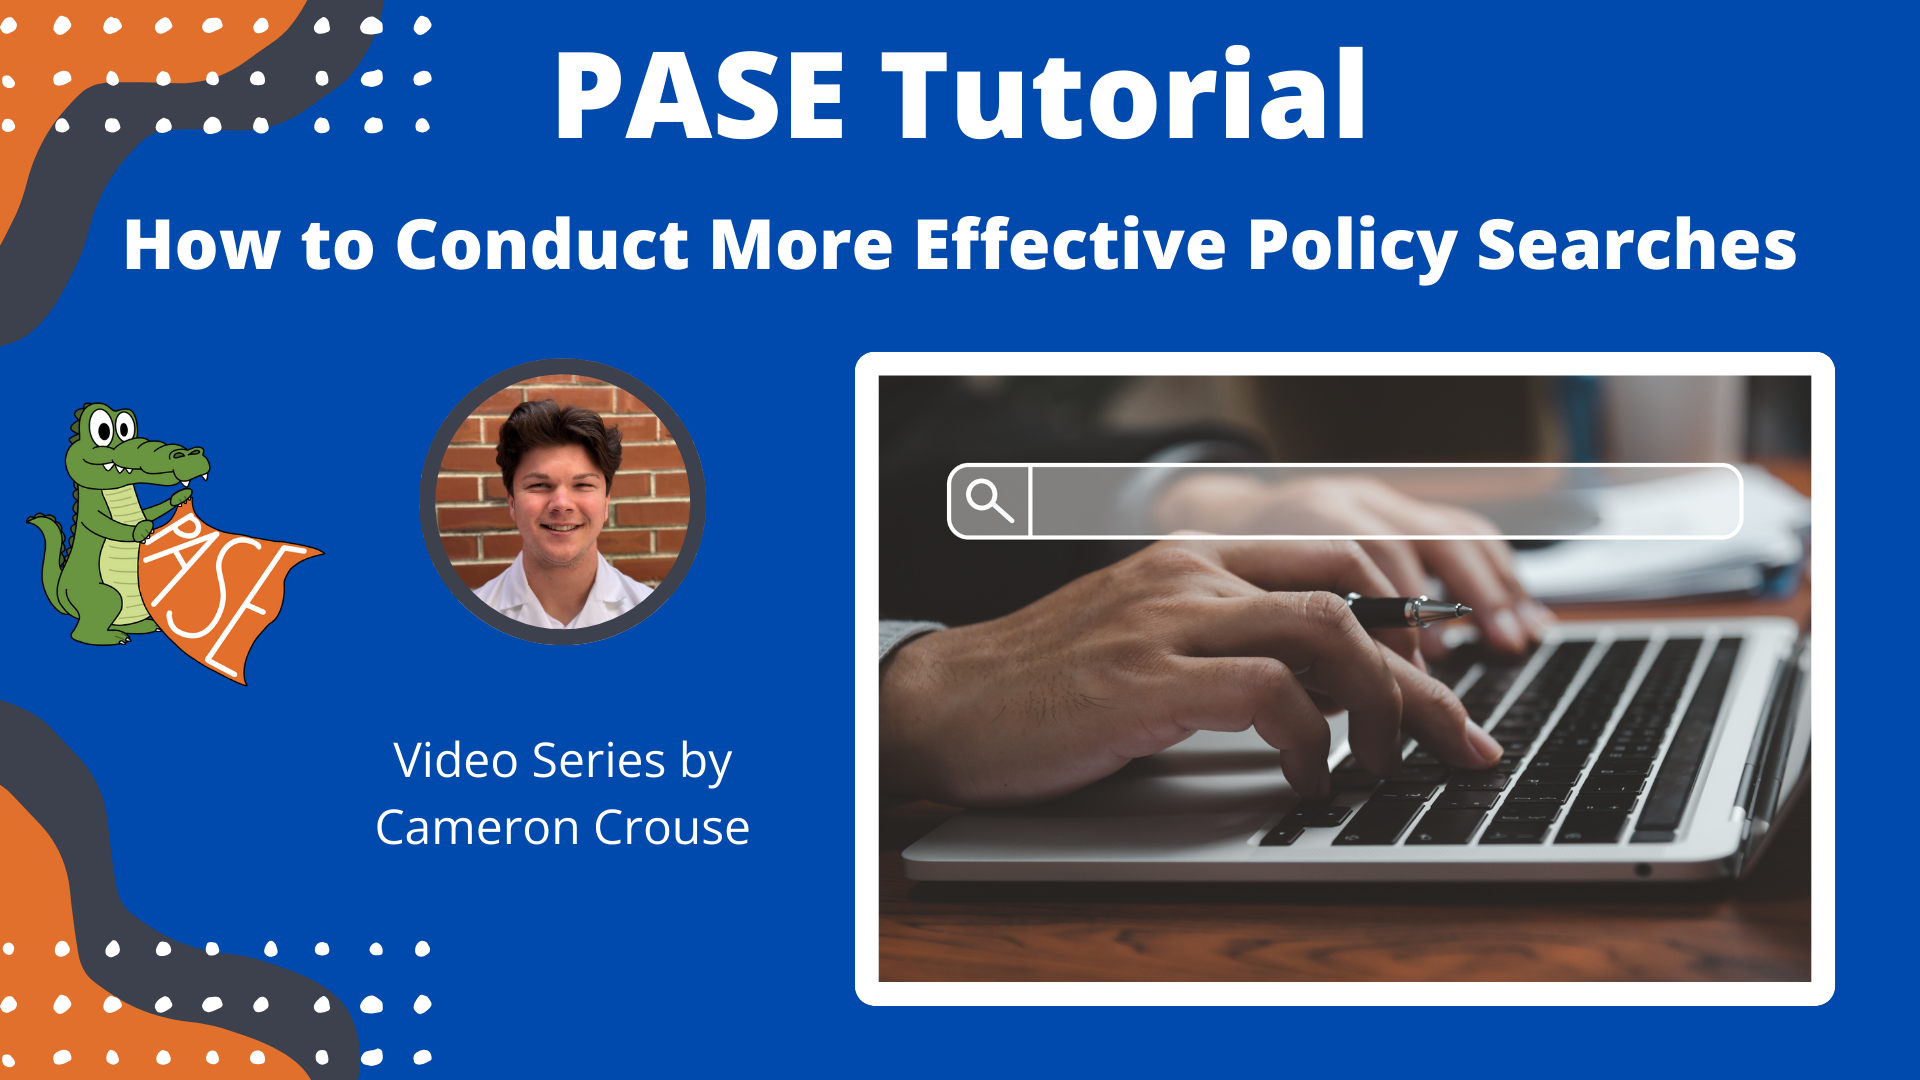 PASE Tutorial
How to Conduct More Effective Policy Searches
PASE
Video Series by
Cameron Crouse